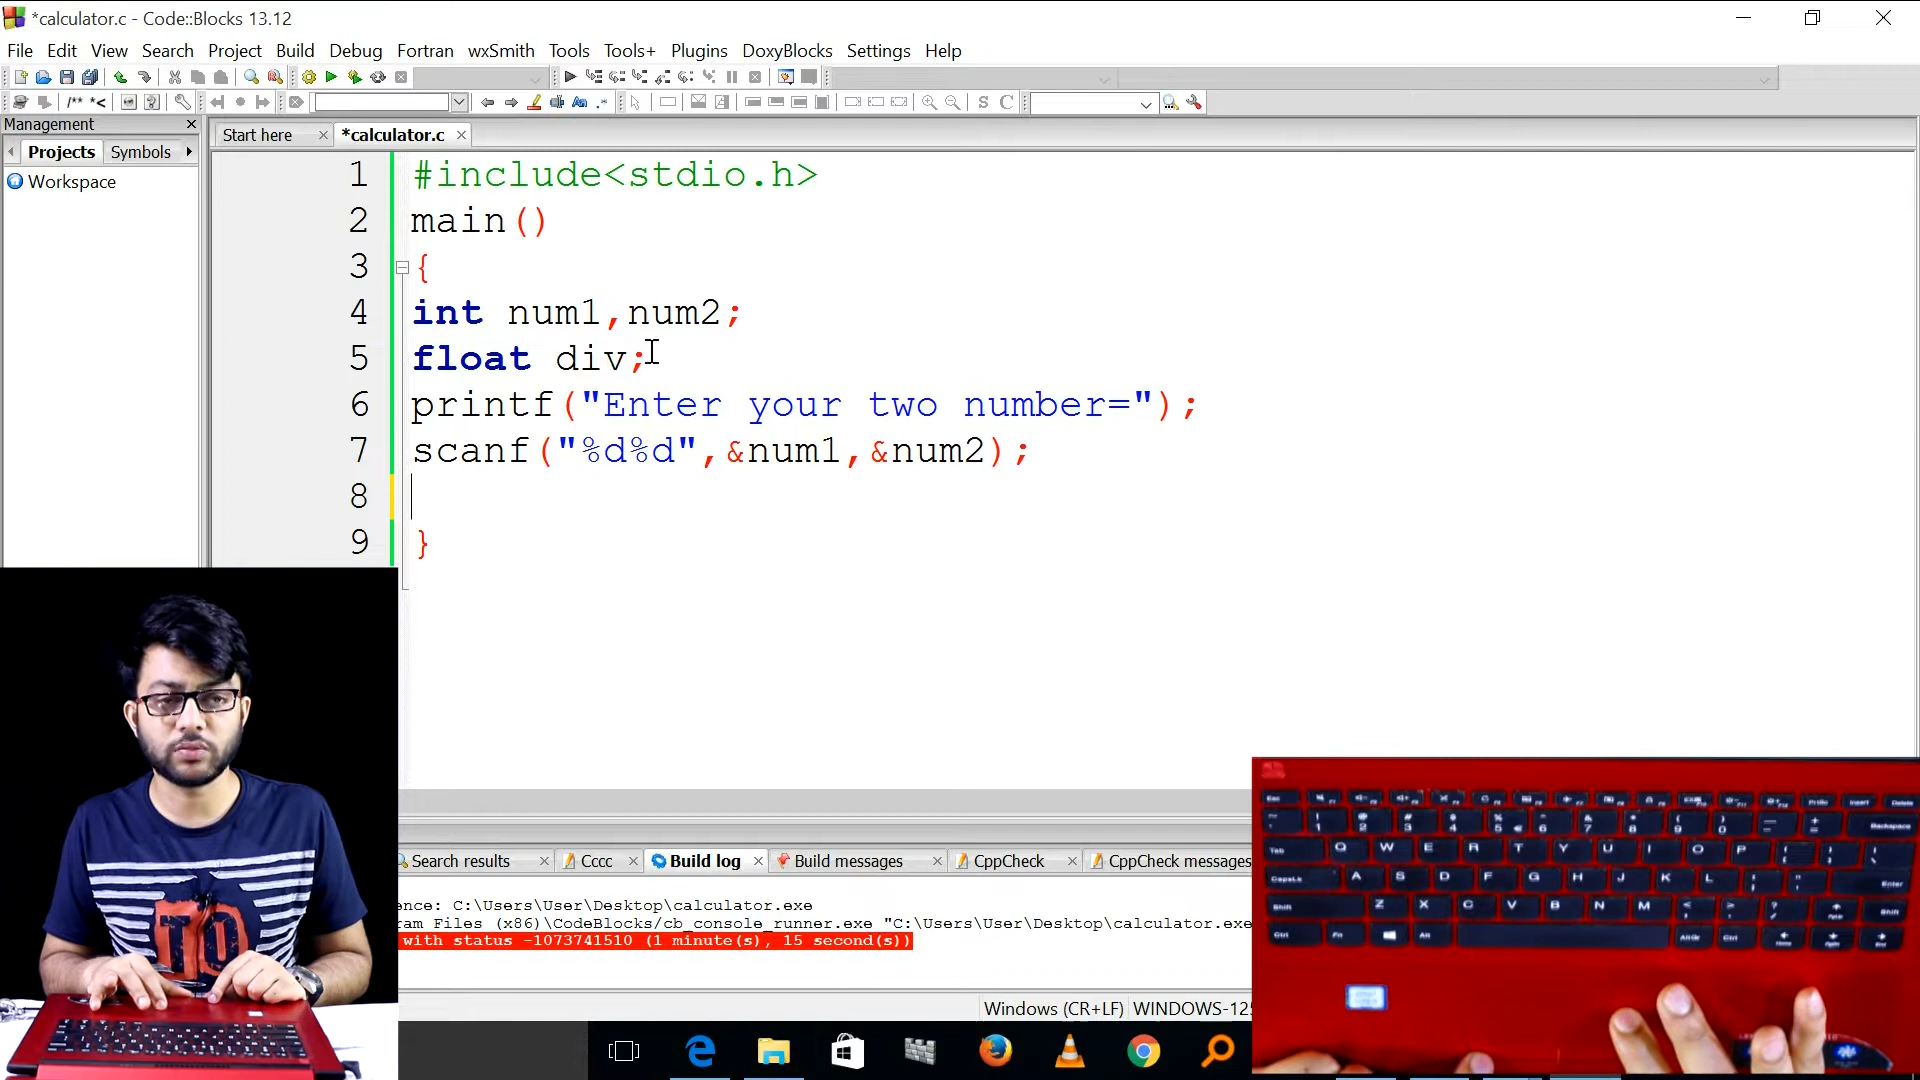 *calculator.c - Code::Blocks 13.12
File Edit View Search Project Build Debug Fortran wxSmith Tools Tools+ Plugins DoxyBlocks Settings Help
/** *<
S C
Management
Projects Symbols
Workspace
Start here *calculator.c
1 #include<stdio.h>
2 main()
3 {
4 int num1,num2;
5 float div;
6 printf("Enter your two number=");
7 scanf("%d%d",&num1,&num2);
8
9 }
Search results Cccc Build log Build messages CppCheck CppCheck messages
ence: C:\Users\User\Desktop\calculator.exe
ram Files (x86)\CodeBlocks/cb_console_runner.exe "C:\Users\User\Desktop\calculator.exe
with status -1073741510 (1 minute(s), 15 second(s))
Windows (CR+LF) WINDOWS-125
Q W E R T Y U I O P
A S D F G H J K L
Z X C V B N M